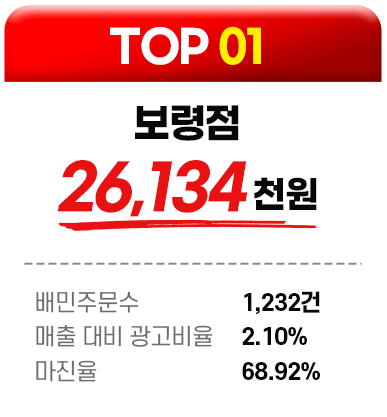 TOP 01
보령점
26,134 천원
배민주문수 1,232건
매출 대비 광고비율 2.10%
마진율 68.92%